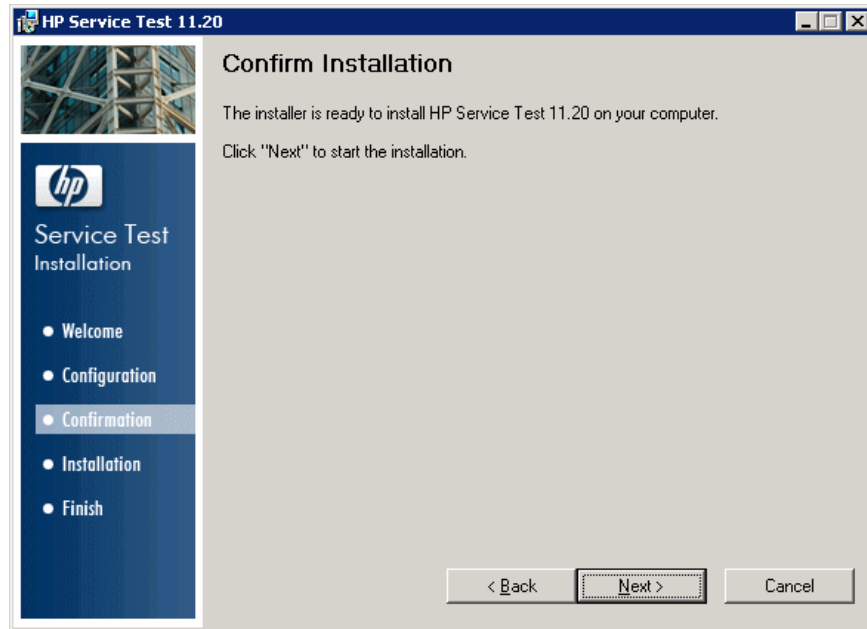 HP Service Test 11.20
Confirm Installation
The installer is ready to install HP Service Test 11.20 on your computer.
Click "Next" to start the installation.
hp
Service Test
Installation
Welcome
Configuration
Confirmation
Installation
Finish
< Back
Next >
Cancel